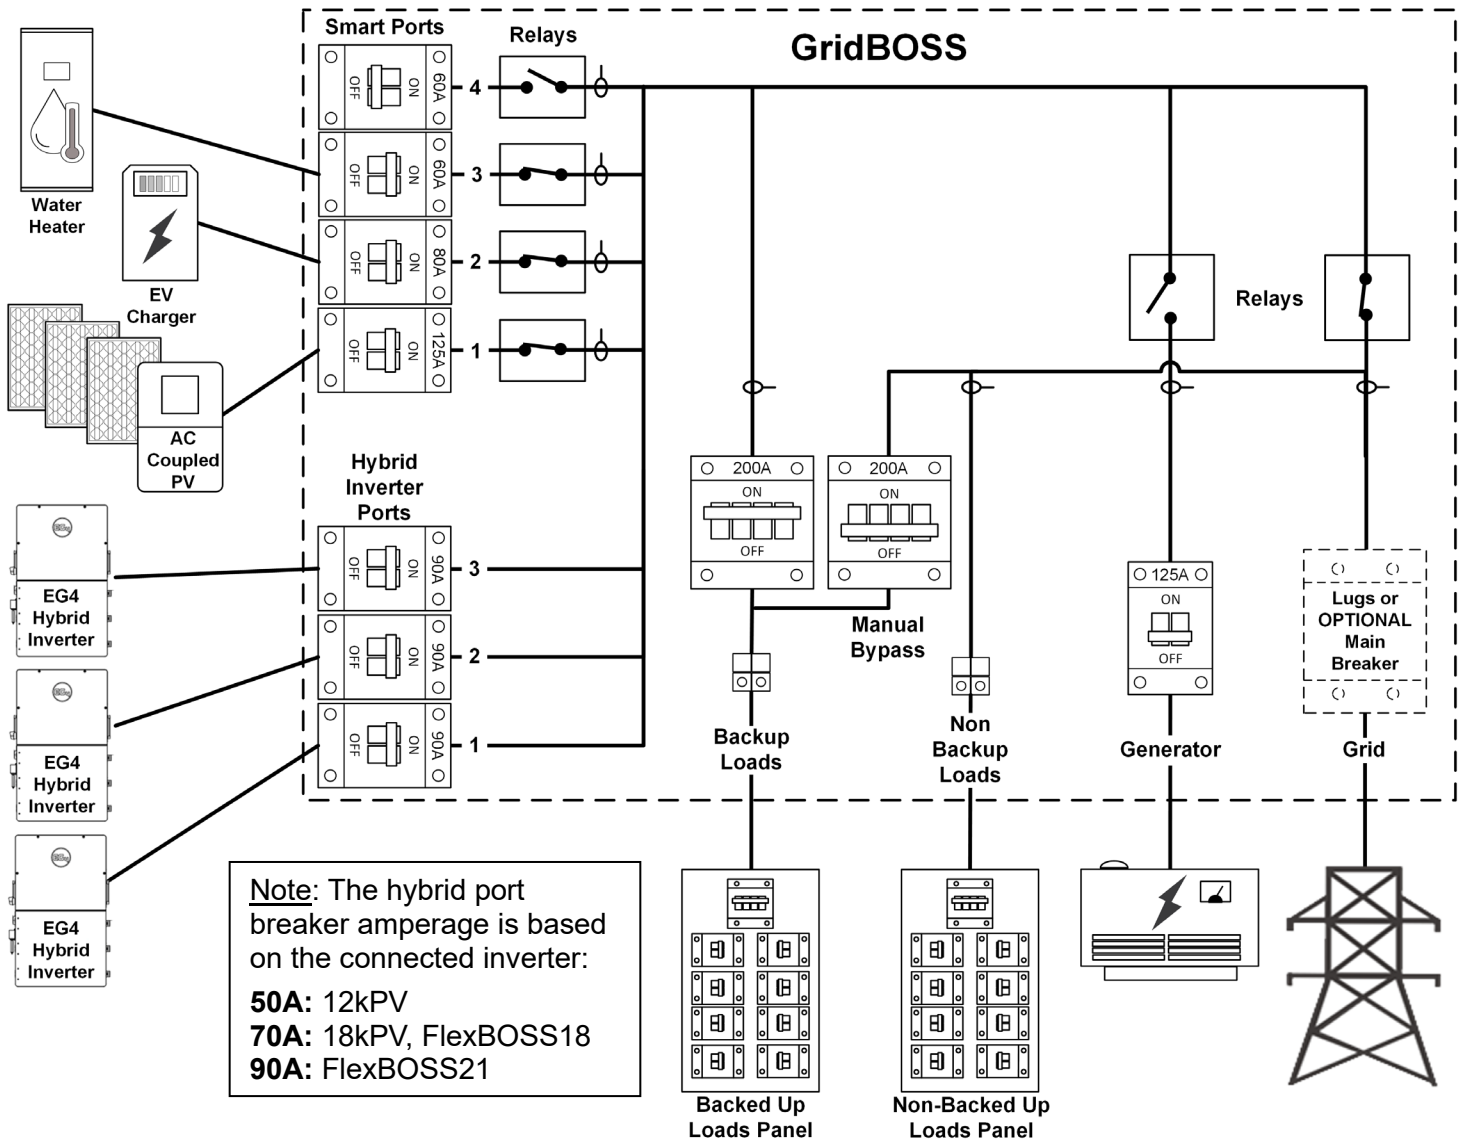 GridBOSS
Smart Ports
Relays
OFF
ON
60A
4
OFF
ON
60A
3
OFF
ON
80A
2
OFF
ON
125A
1
Water
Heater
EV
Charger
AC
Coupled
PV
Relays
Hybrid
Inverter
Ports
OFF
ON
90A
3
OFF
ON
90A
2
OFF
ON
90A
1
EG4
Hybrid
Inverter
EG4
Hybrid
Inverter
EG4
Hybrid
Inverter
200A
ON
OFF
200A
ON
OFF
Manual
Bypass
125A
ON
OFF
Lugs or
OPTIONAL
Main
Breaker
Backup
Loads
Non
Backup
Loads
Generator
Grid
Note: The hybrid port
breaker amperage is based
on the connected inverter:
50A: 12kPV
70A: 18kPV, FlexBOSS18
90A: FlexBOSS21
Backed Up
Loads Panel
Non-Backed Up
Loads Panel